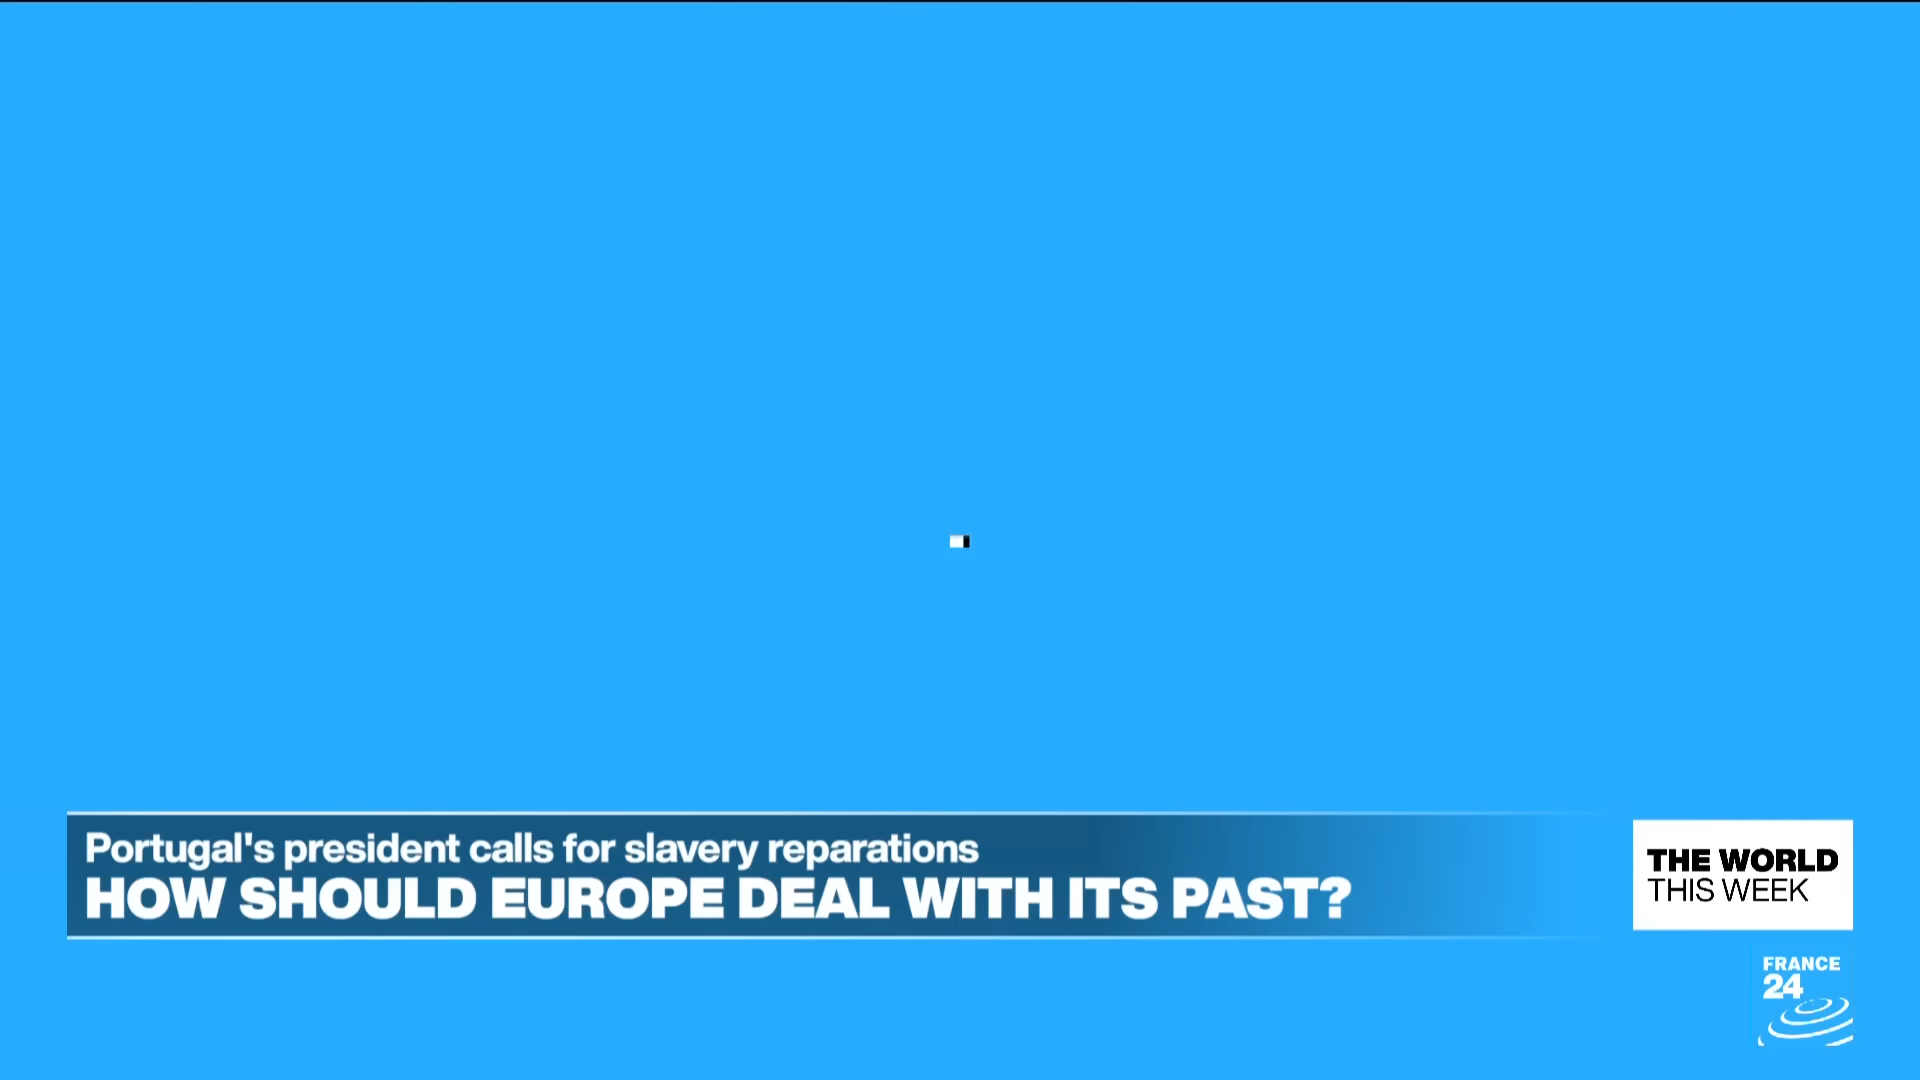 Portugal's president calls for slavery reparations
HOW SHOULD EUROPE DEAL WITH ITS PAST?
THE WORLD
THIS WEEK
FRANCE
24